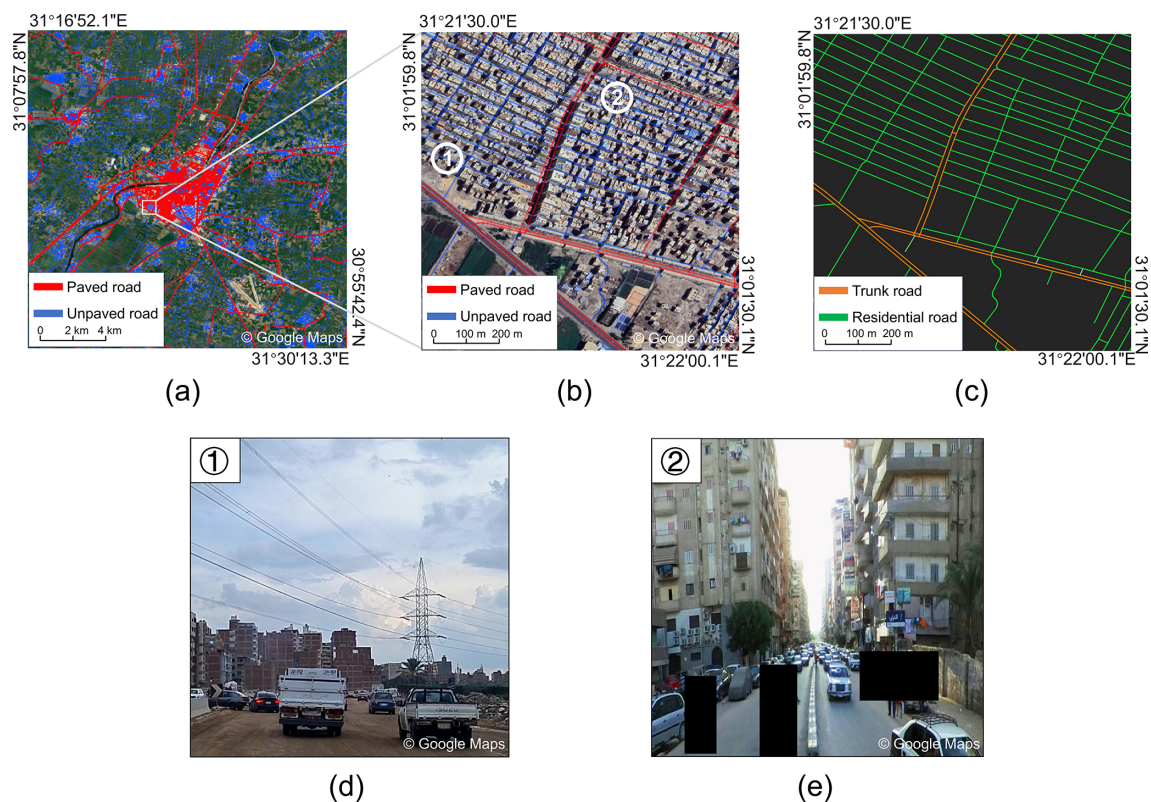 31°16'52.1"E
31°07'57.8"N
Paved road
Unpaved road
0 2 km 4 km
© Google Maps
30°55'42.4"N
31°30'13.3"E
(a)
31°21'30.0"E
31°01'59.8"N
①
②
Paved road
Unpaved road
0 100 m 200 m
© Google Maps
31°01'30.1"N
31°22'00.1"E
(b)
31°21'30.0"E
31°01'59.8"N
Trunk road
Residential road
0 100 m 200 m
31°01'30.1"N
31°22'00.1"E
(c)
①
© Google Maps
(d)
②
© Google Maps
(e)